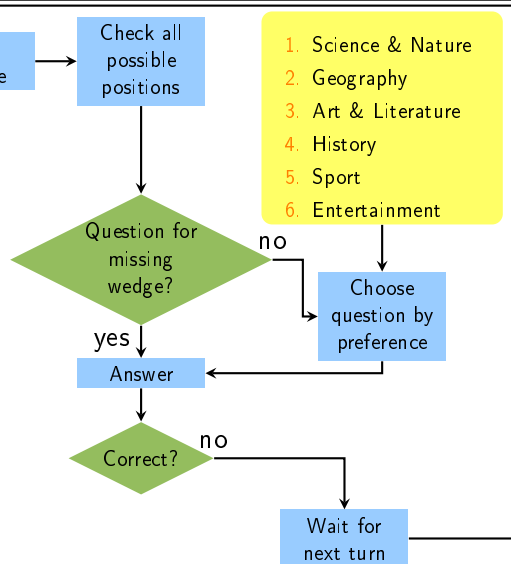 e
Check all
possible
positions
1. Science & Nature
2. Geography
3. Art & Literature
4. History
5. Sport
6. Entertainment
Question for
missing
wedge?
no
Choose
question by
preference
yes
Answer
Correct?
no
Wait for
next turn